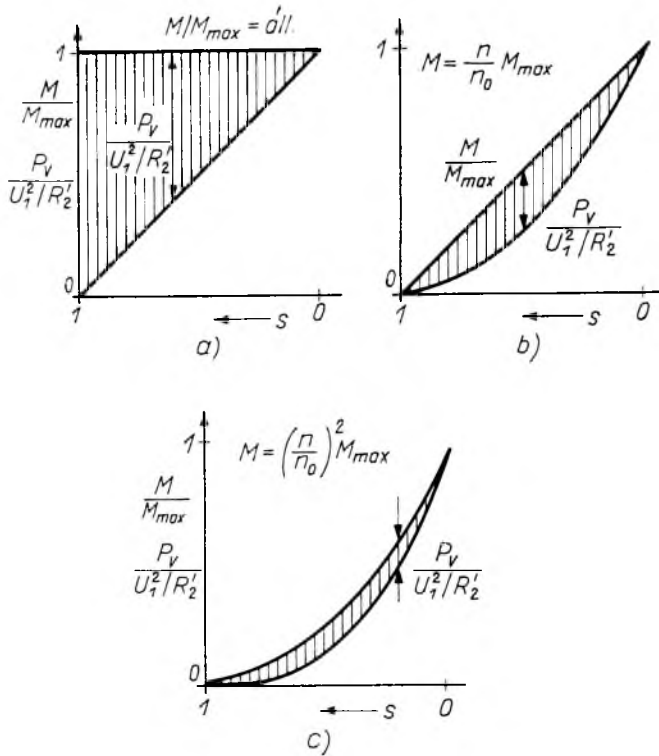 M/M_max = áll.
1
M/M_max
P_v/(U_1^2/R_2')
P_v/(U_1^2/R_2')
0
1
s
0
a)
1
M = n/n_0 M_max
M/M_max
P_v/(U_1^2/R_2')
0
1
s
0
b)
1
M = (n/n_0)^2 M_max
M/M_max
P_v/(U_1^2/R_2')
P_v/(U_1^2/R_2')
0
1
s
0
c)